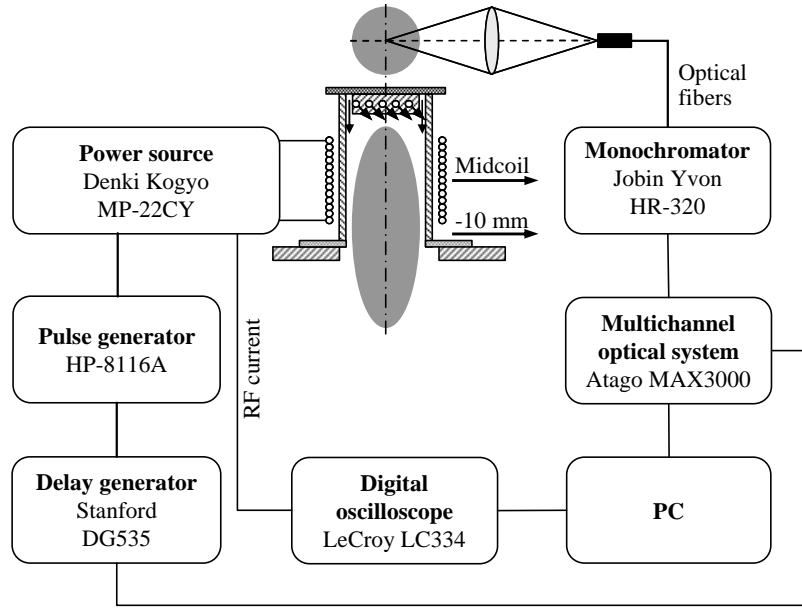 Optical
fibers
Power source
Denki Kogyo
MP-22CY
Midcoil
-10 mm
Monochromator
Jobin Yvon
HR-320
Pulse generator
HP-8116A
RF current
Multichannel
optical system
Atago MAX3000
Delay generator
Stanford
DG535
Digital
oscilloscope
LeCroy LC334
PC